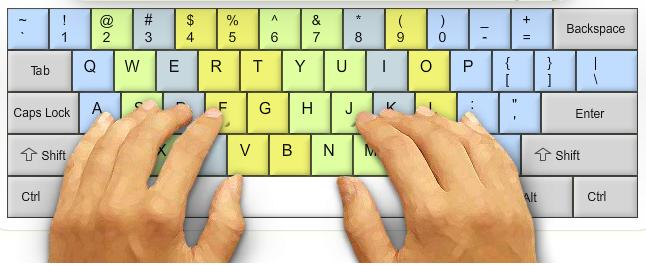 ~ ! @ # $ % ^ & * ( ) _ + Backspace
` 1 2 3 4 5 6 7 8 9 0 - =
Tab Q W E R T Y U I O P { } |
[ ] \
Caps Lock A S D F G H J K L : " Enter
'
Shift X V B N M Shift
Ctrl Alt Ctrl